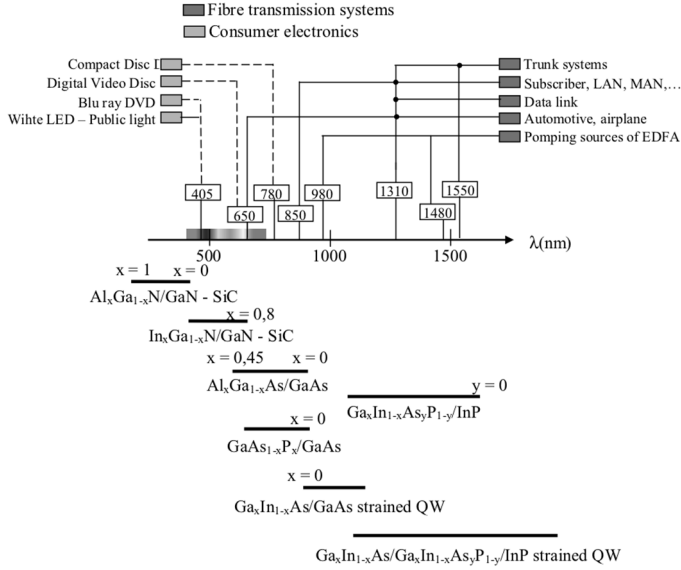 Fibre transmission systems
Consumer electronics
Compact Disc I
Trunk systems
Digital Video Disc
Subscriber, LAN, MAN,…
Blu ray DVD
Data link
Wihte LED – Public light
Automotive, airplane
Pomping sources of EDFA
405
780
980
1310
1550
650
850
1480
500
1000
1500
λ(nm)
x = 1 x = 0
AlxGa1-xN/GaN - SiC
x = 0,8
InxGa1-xN/GaN - SiC
x = 0,45 x = 0
AlxGa1-xAs/GaAs
y = 0
GaxIn1-xAsyP1-y/InP
x = 0
GaAs1-xPx/GaAs
x = 0
GaxIn1-xAs/GaAs strained QW
GaxIn1-xAs/GaxIn1-xAsyP1-y/InP strained QW